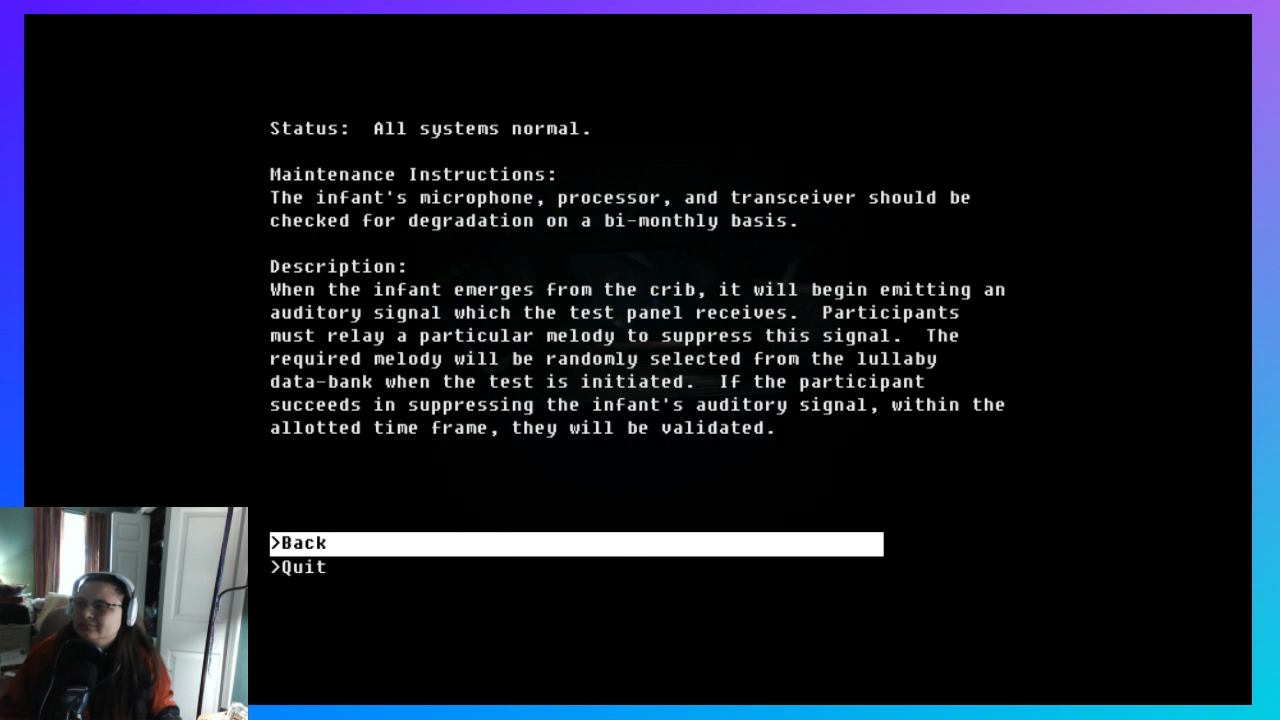 Status:  All systems normal.
Maintenance Instructions:
The infant's microphone, processor, and transceiver should be
checked for degradation on a bi-monthly basis.
Description:
When the infant emerges from the crib, it will begin emitting an
auditory signal which the test panel receives.  Participants
must relay a particular melody to suppress this signal.  The
required melody will be randomly selected from the lullaby
data-bank when the test is initiated.  If the participant
succeeds in suppressing the infant's auditory signal, within the
allotted time frame, they will be validated.
>Back
>Quit